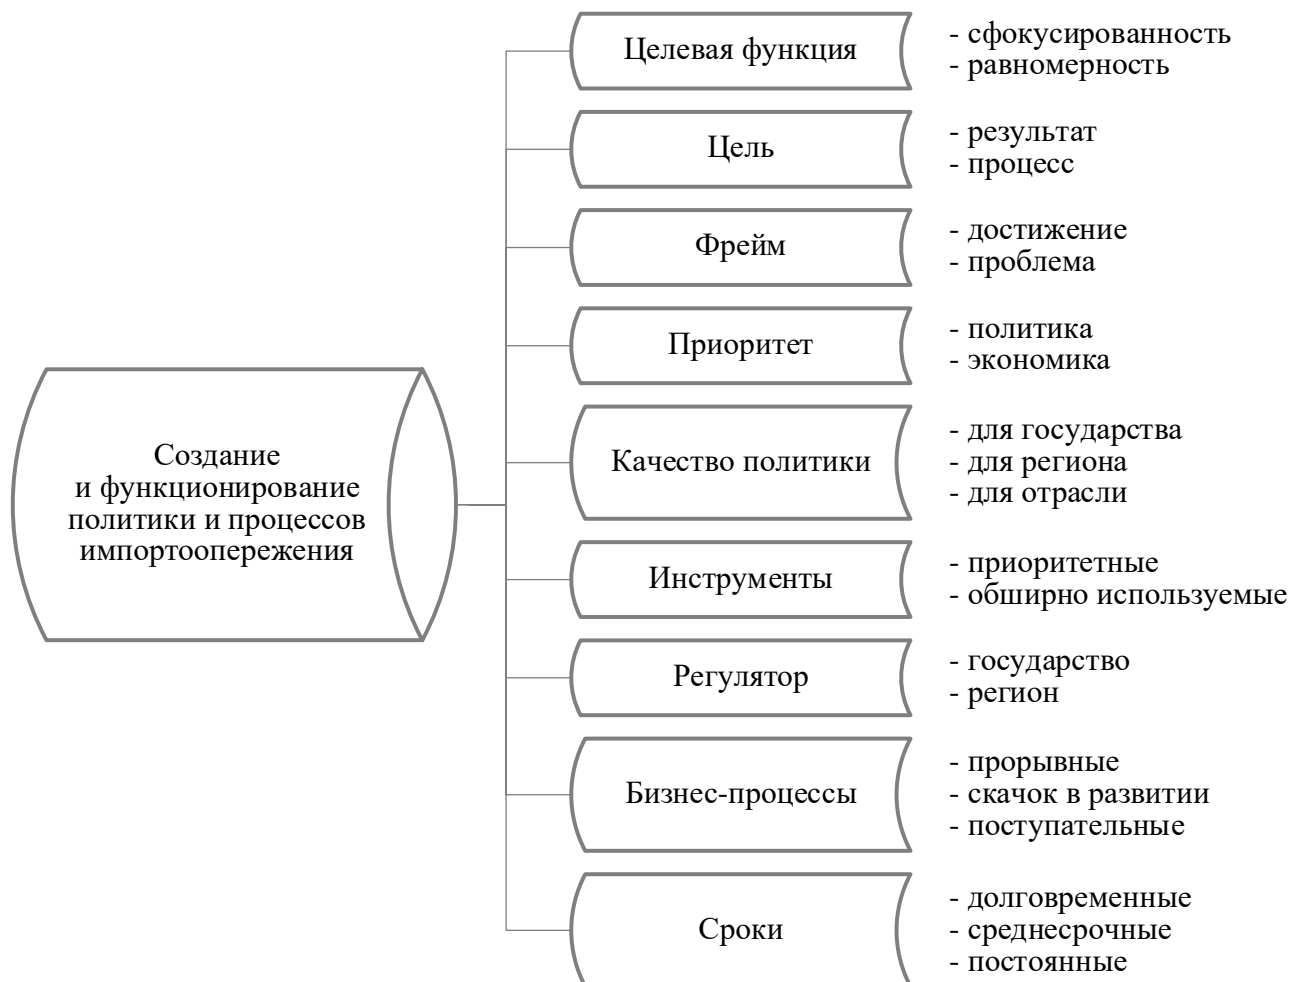 Целевая функция
- сфокусированность
- равномерность
Цель
- результат
- процесс
Фрейм
- достижение
- проблема
Приоритет
- политика
- экономика
Создание
и функционирование
политики и процессов
импортоопережения
Качество политики
- для государства
- для региона
- для отрасли
Инструменты
- приоритетные
- обширно используемые
Регулятор
- государство
- регион
Бизнес-процессы
- прорывные
- скачок в развитии
- поступательные
Сроки
- долговременные
- среднесрочные
- постоянные